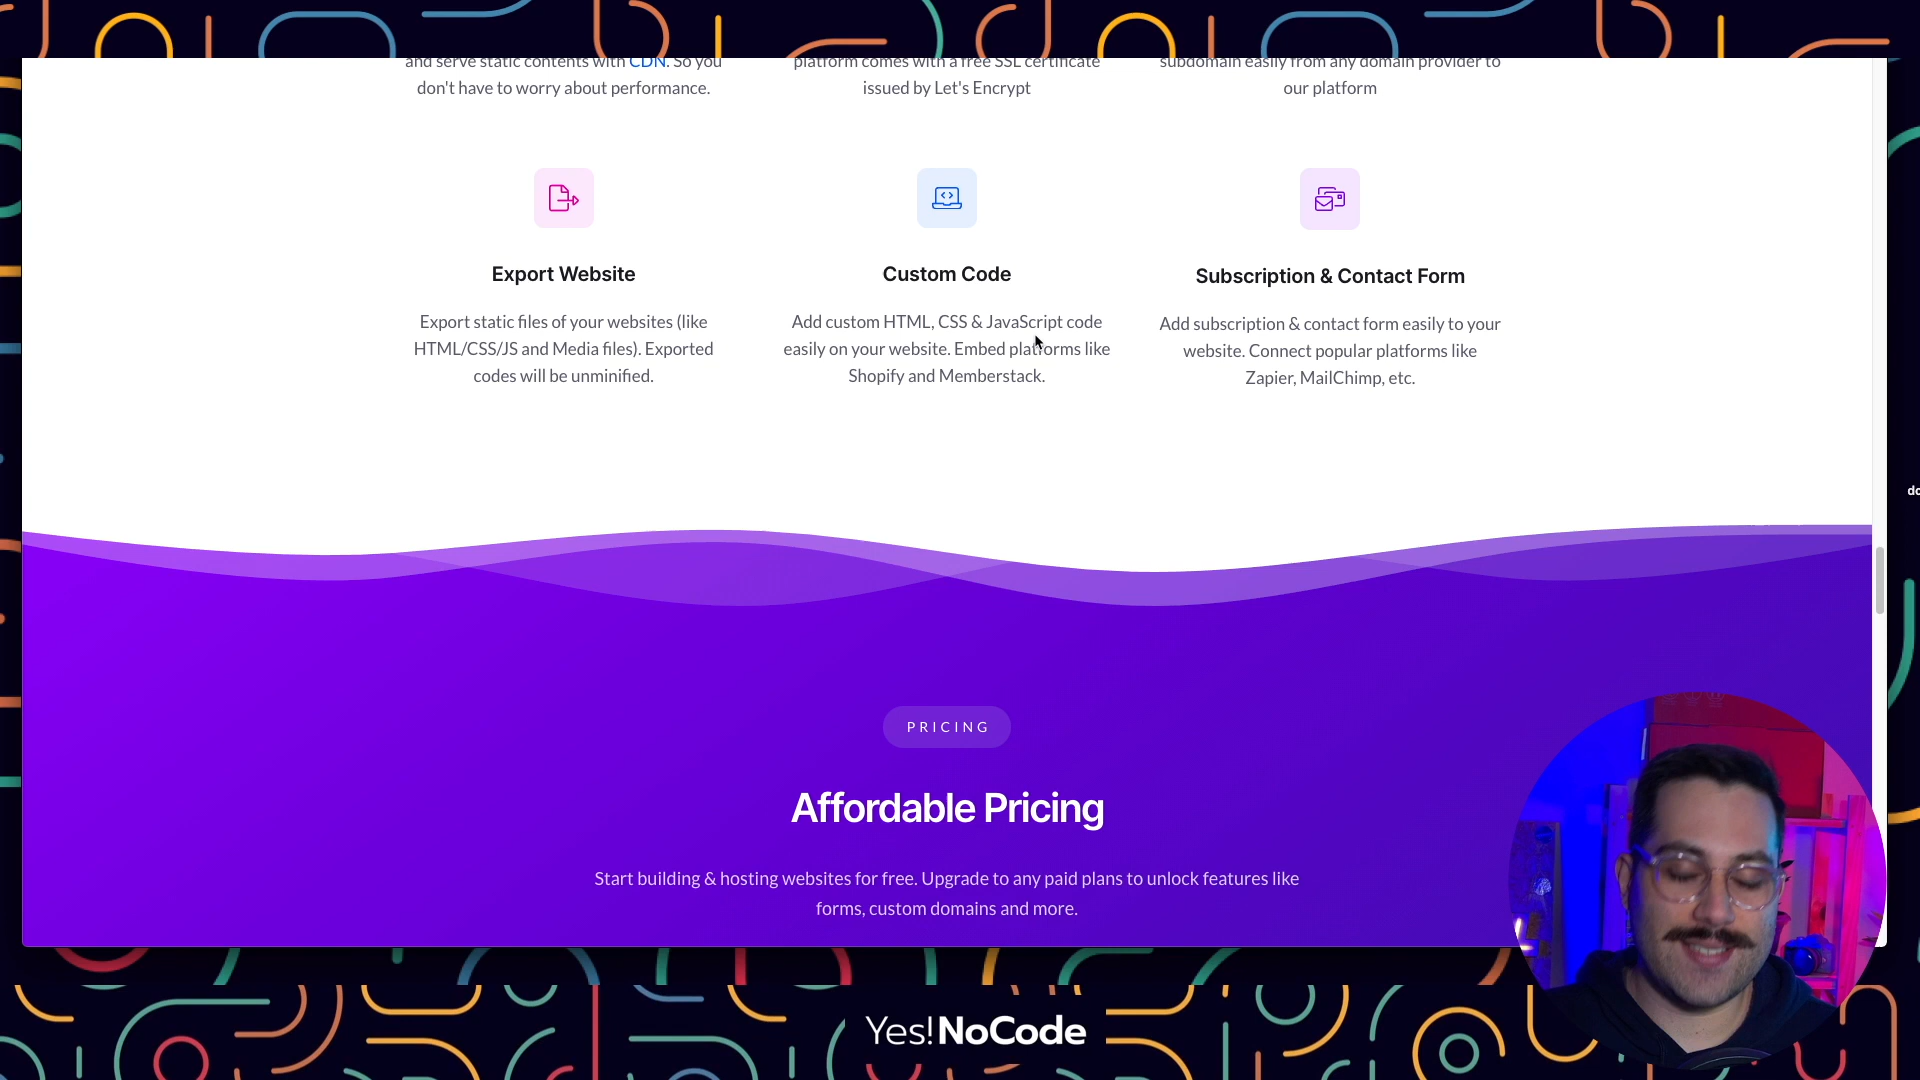 and serve static contents with CDN. So you
don't have to worry about performance.
platform comes with a free SSL certificate
issued by Let's Encrypt
subdomain easily from any domain provider to
our platform
Export Website
Export static files of your websites (like
HTML/CSS/JS and Media files). Exported
codes will be unminified.
Custom Code
Add custom HTML, CSS & JavaScript code
easily on your website. Embed platforms like
Shopify and Memberstack.
Subscription & Contact Form
Add subscription & contact form easily to your
website. Connect popular platforms like
Zapier, MailChimp, etc.
PRICING
Affordable Pricing
Start building & hosting websites for free. Upgrade to any paid plans to unlock features like
forms, custom domains and more.
Yes!NoCode